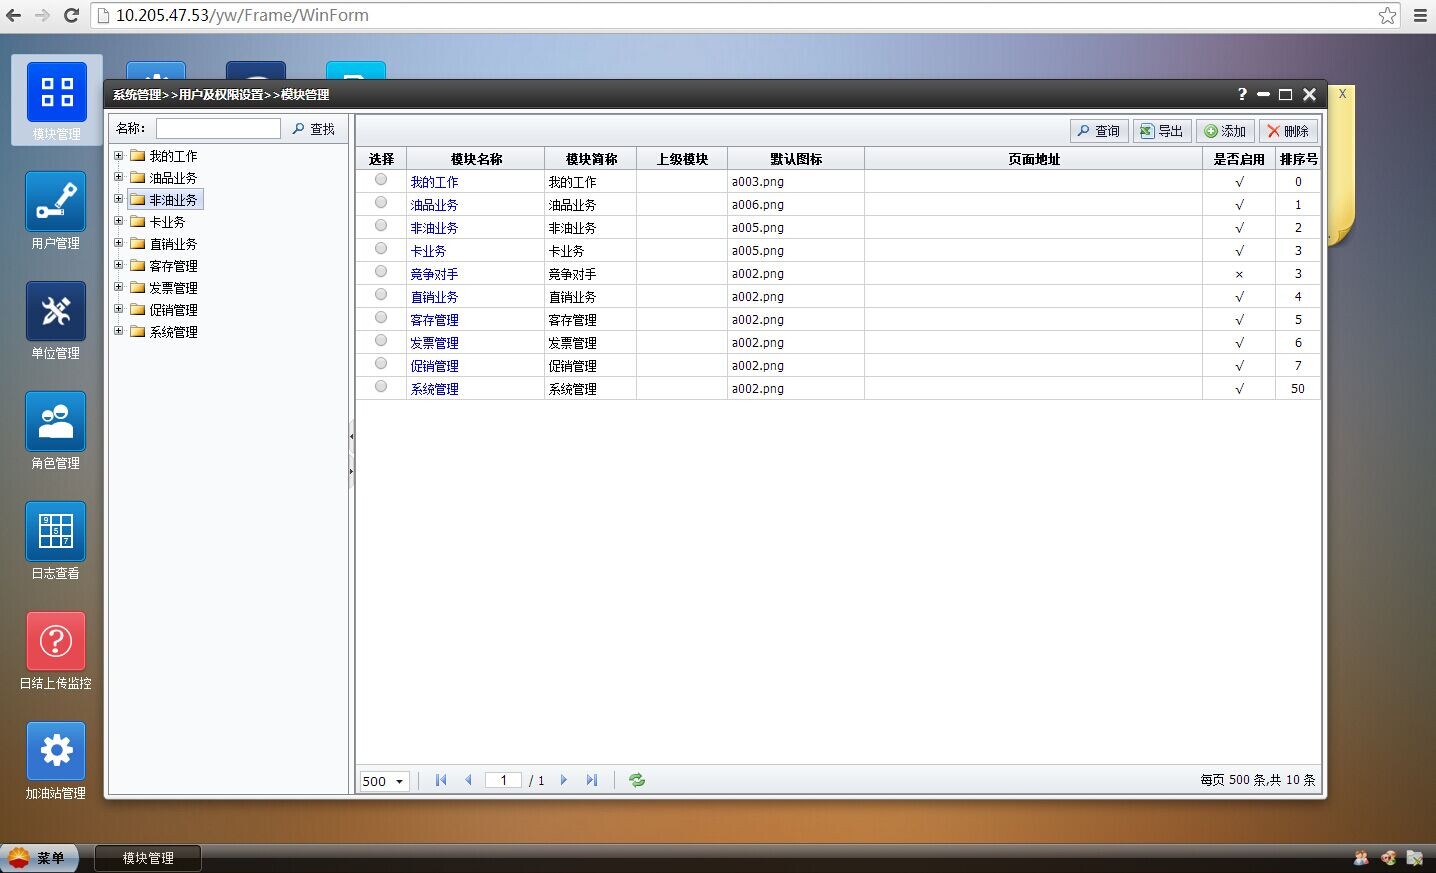 10.205.47.53/yw/Frame/WinForm
系统管理>>用户及权限设置>>模块管理
? X
X
模块管理
用户管理
单位管理
角色管理
日志查看
9 5 7
日结上传监控
加油站管理
名称： 查找
我的工作
油品业务
非油业务
卡业务
直销业务
客存管理
发票管理
促销管理
系统管理
查询 导出 添加 删除
选择 模块名称 模块简称 上级模块 默认图标 页面地址 是否启用 排序号
我的工作 我的工作 a003.png √ 0
油品业务 油品业务 a006.png √ 1
非油业务 非油业务 a005.png √ 2
卡业务 卡业务 a005.png √ 3
竞争对手 竞争对手 a002.png × 3
直销业务 直销业务 a002.png √ 4
客存管理 客存管理 a002.png √ 5
发票管理 发票管理 a002.png √ 6
促销管理 促销管理 a002.png √ 7
系统管理 系统管理 a002.png √ 50
500 1 / 1 每页 500 条,共 10 条
菜单 模块管理